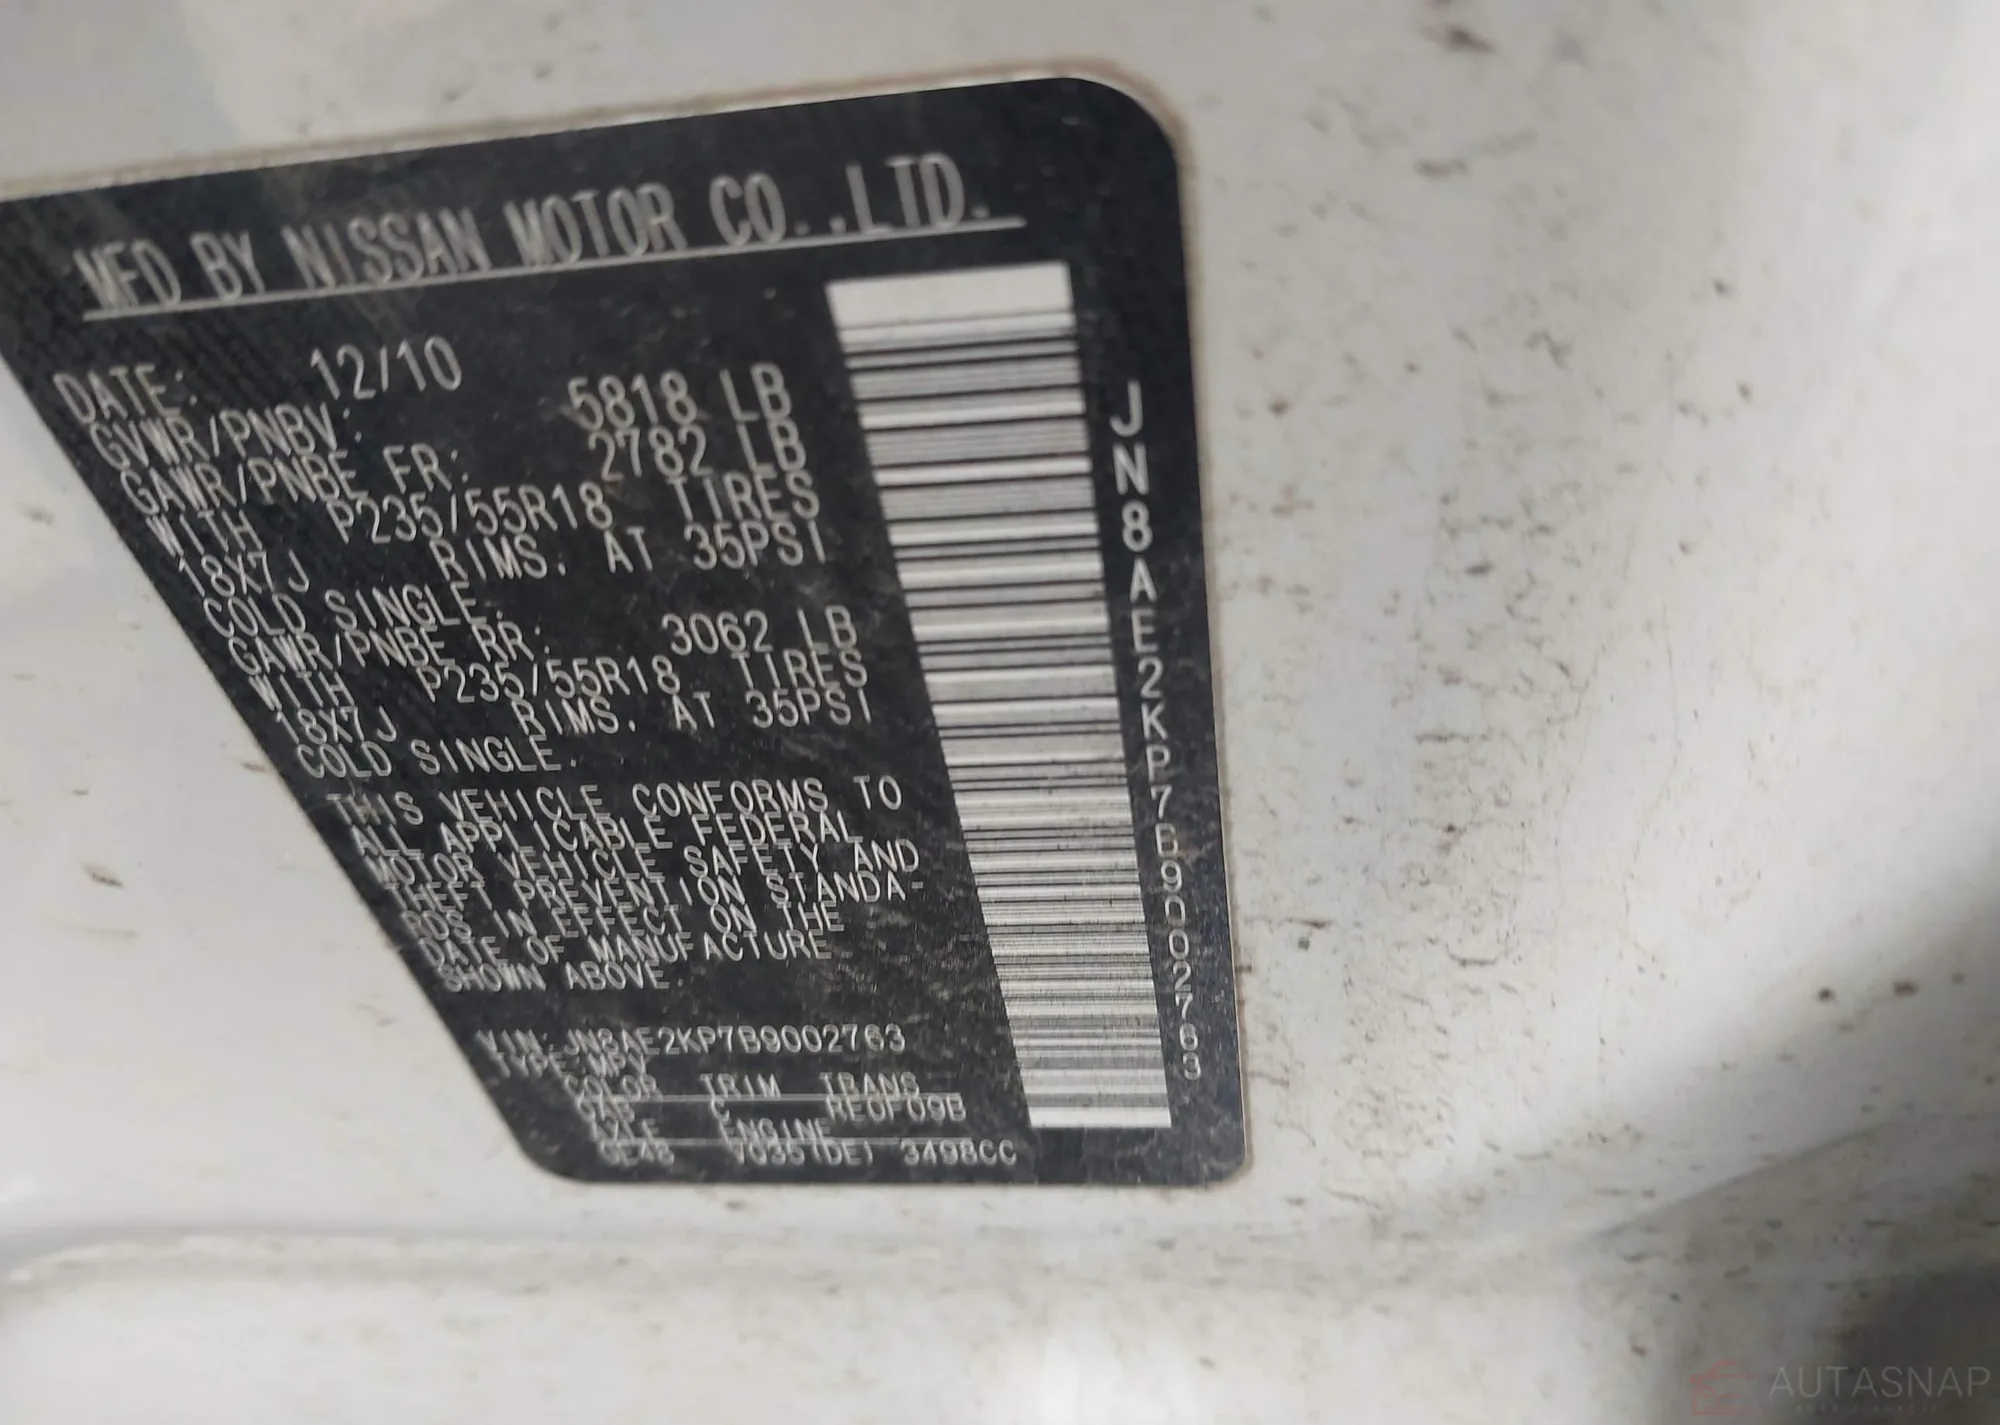 MFD BY NISSAN MOTOR CO.,LTD.
DATE: 12/10
GVWR/PNBV: 5818 LB
GAWR/PNBE FR: 2782 LB
WITH P235/55R18 TIRES
18X7J RIMS, AT 35PSI
COLD SINGLE.
GAWR/PNBE RR: 3062 LB
WITH P235/55R18 TIRES
18X7J RIMS, AT 35PSI
COLD SINGLE.
THIS VEHICLE CONFORMS TO
ALL APPLICABLE FEDERAL
MOTOR VEHICLE SAFETY AND
THEFT PREVENTION STANDA-
RDS IN EFFECT ON THE
DATE OF MANUFACTURE
SHOWN ABOVE.
VIN: JN8AE2KP7B9002763
TYPE:MPV
COLOR TRIM TRANS
C RE0F09B
AXLE ENGINE
VQ35(DE) 3498CC
JN8AE2KP7B9002763
AUTASNAP